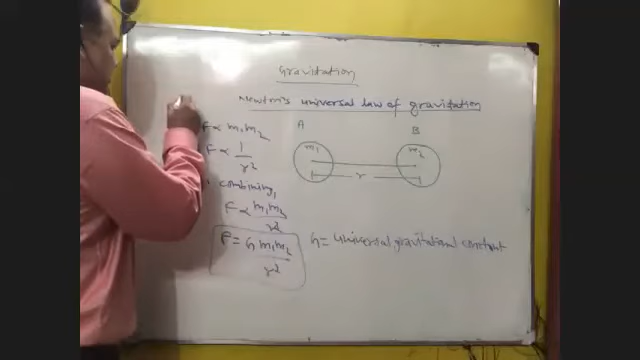 Gravitation
Newton's universal law of gravitation
A B
F ∝ m₁m₂
m₁ m₂
F ∝ 1/r²
r
combining,
F ∝ m₁m₂/r²
F = G m₁m₂/r²
G = universal gravitational constant